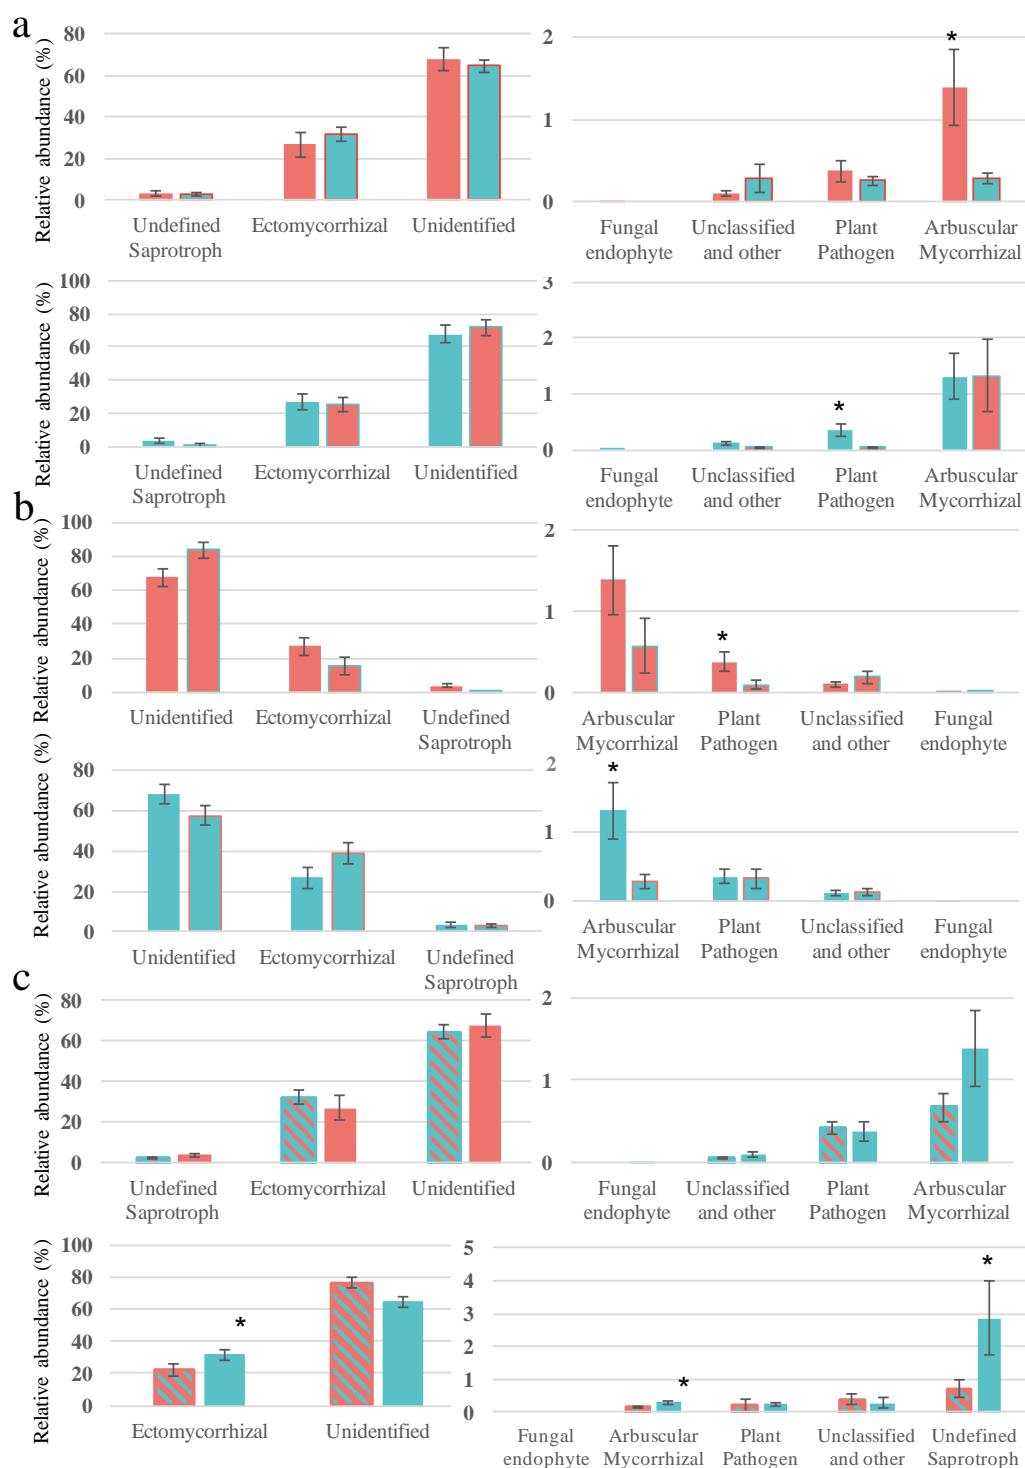 a
Relative abundance (%)
80
60
40
20
0
Undefined
Saprotroph
Ectomycorrhizal
Unidentified
2
1
0
*
Fungal
endophyte
Unclassified
and other
Plant
Pathogen
Arbuscular
Mycorrhizal
Relative abundance (%)
100
80
60
40
20
0
Undefined
Saprotroph
Ectomycorrhizal
Unidentified
3
2
1
0
*
Fungal
endophyte
Unclassified
and other
Plant
Pathogen
Arbuscular
Mycorrhizal
b
Relative abundance (%)
100
80
60
40
20
0
Unidentified
Ectomycorrhizal
Undefined
Saprotroph
2
1
0
*
Arbuscular
Mycorrhizal
Plant
Pathogen
Unclassified
and other
Fungal
endophyte
Relative abundance (%)
80
60
40
20
0
Unidentified
Ectomycorrhizal
Undefined
Saprotroph
2
1
0
*
Arbuscular
Mycorrhizal
Plant
Pathogen
Unclassified
and other
Fungal
endophyte
c
Relative abundance (%)
80
60
40
20
0
Undefined
Saprotroph
Ectomycorrhizal
Unidentified
2
1
0
Fungal
endophyte
Unclassified
and other
Plant
Pathogen
Arbuscular
Mycorrhizal
Relative abundance (%)
100
80
60
40
20
0
*
Ectomycorrhizal
Unidentified
5
4
3
2
1
0
*
*
Fungal
endophyte
Arbuscular
Mycorrhizal
Plant
Pathogen
Unclassified
and other
Undefined
Saprotroph